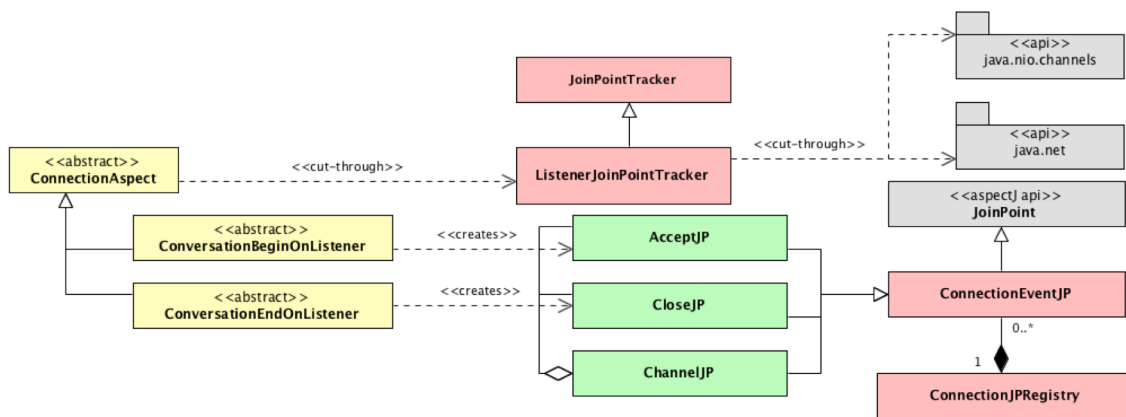 <<api>>
java.nio.channels
JoinPointTracker
<<api>>
java.net
<<cut-through>>
<<abstract>>
ConnectionAspect
<<cut-through>>
ListenerJoinPointTracker
<<aspectJ api>>
JoinPoint
<<abstract>>
ConversationBeginOnListener
<<creates>>
AcceptJP
<<abstract>>
ConversationEndOnListener
<<creates>>
CloseJP
ConnectionEventJP
0..*
1
ChannelJP
ConnectionJPRegistry